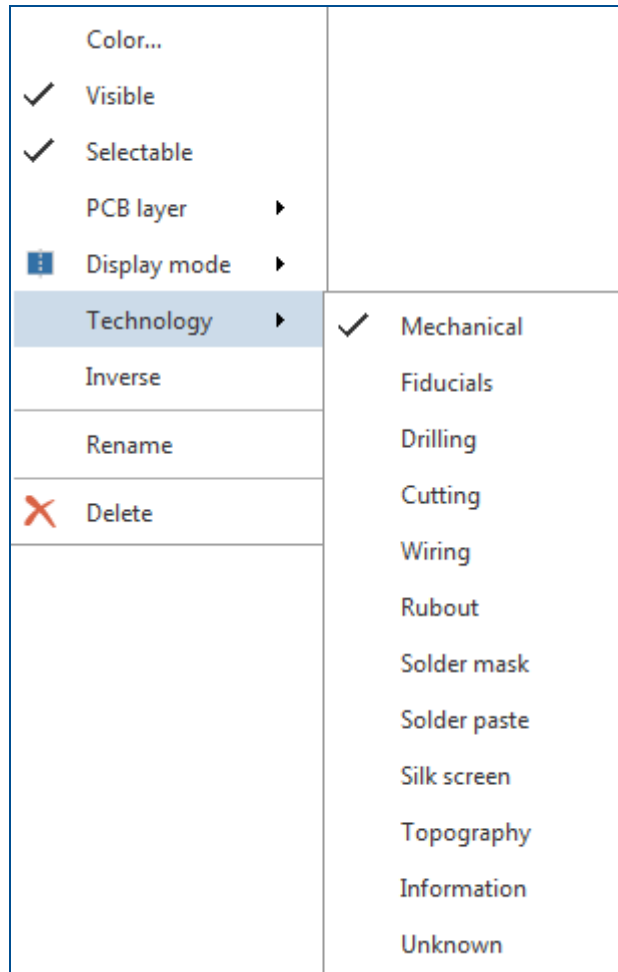 Color...
Visible
Selectable
PCB layer
Display mode
Technology
Inverse
Rename
Delete
Mechanical
Fiducials
Drilling
Cutting
Wiring
Rubout
Solder mask
Solder paste
Silk screen
Topography
Information
Unknown